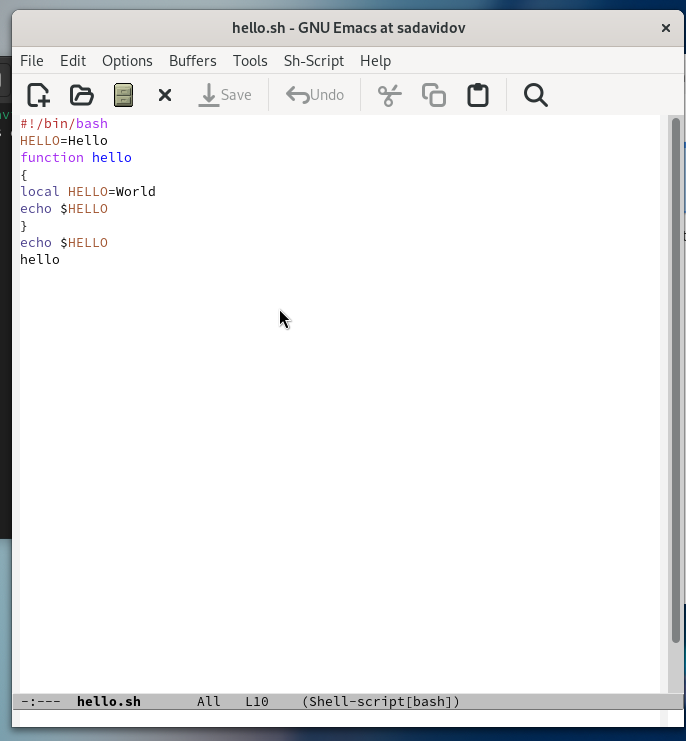 hello.sh - GNU Emacs at sadavidov
File Edit Options Buffers Tools Sh-Script Help
Save Undo
#!/bin/bash
HELLO=Hello
function hello
{
local HELLO=World
echo $HELLO
}
echo $HELLO
hello
-:--- hello.sh All L10 (Shell-script[bash])